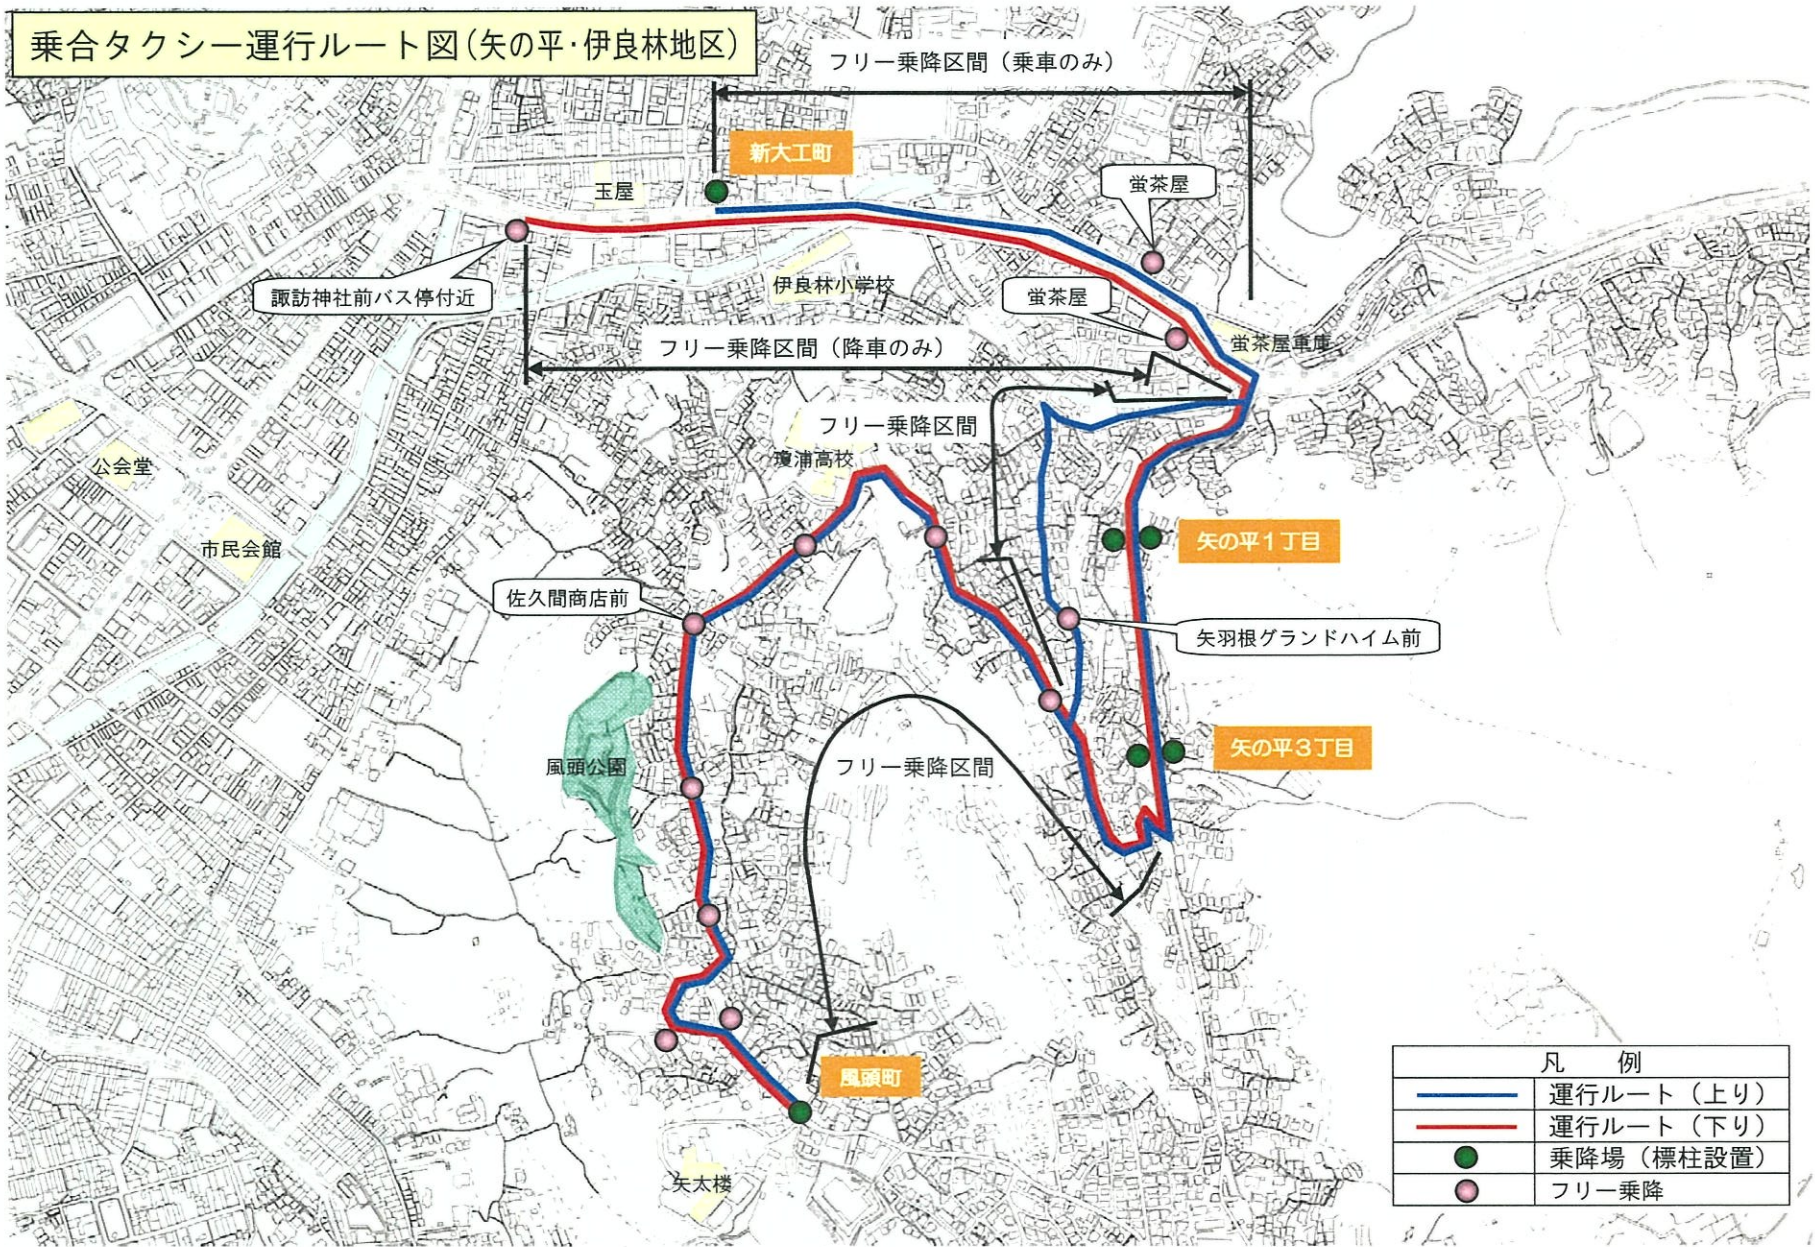 乗合タクシー運行ルート図(矢の平・伊良林地区)
フリー乗降区間(乗車のみ)
新大工町
玉屋
蛍茶屋
諏訪神社前バス停付近
伊良林小学校
蛍茶屋
フリー乗降区間(降車のみ)
蛍茶屋車庫
フリー乗降区間
瓊浦高校
公会堂
市民会館
矢の平1丁目
佐久間商店前
矢羽根グランドハイム前
矢の平3丁目
風頭公園
フリー乗降区間
風頭町
矢太楼
凡 例
運行ルート(上り)
運行ルート(下り)
乗降場(標柱設置)
フリー乗降